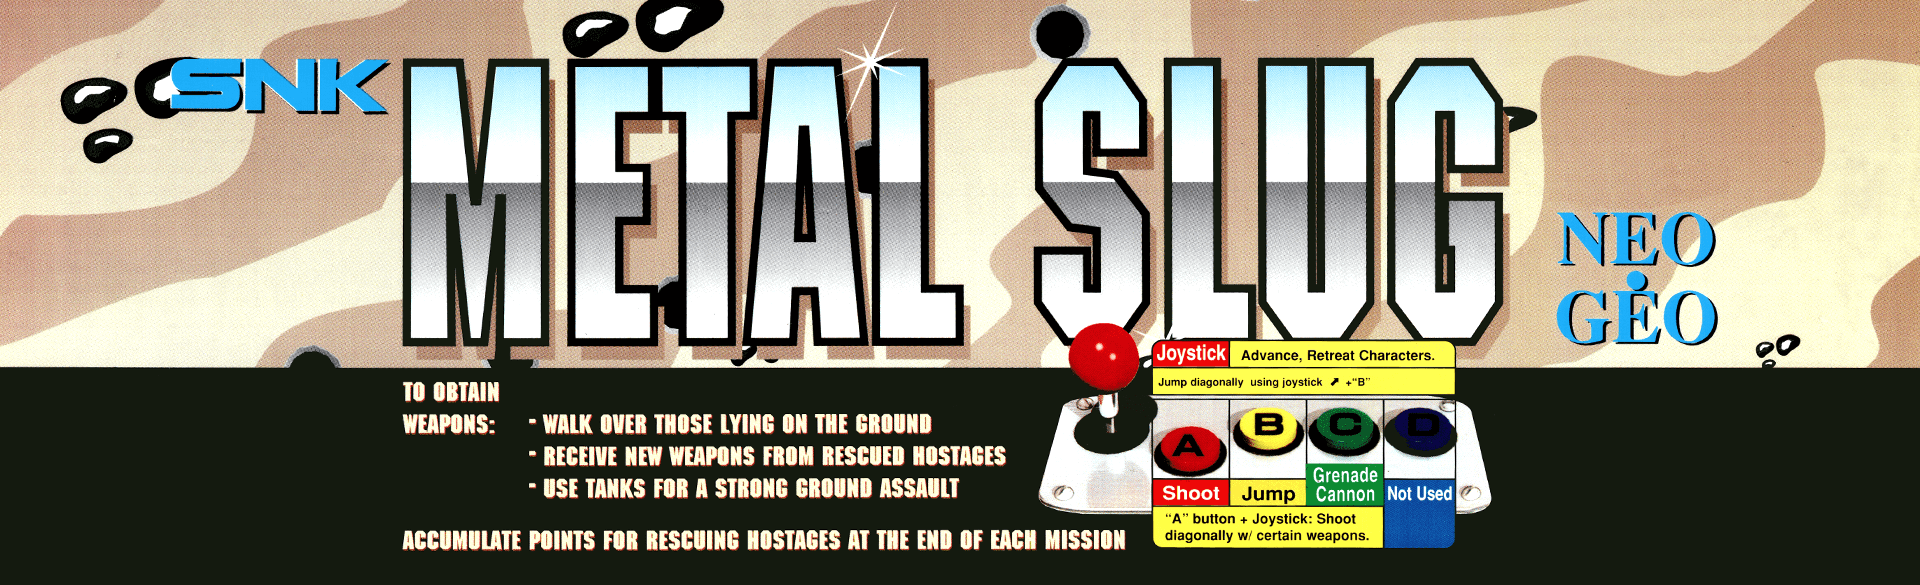 SNK
METAL SLUG
NEO
GEO
TO OBTAIN
WEAPONS: - WALK OVER THOSE LYING ON THE GROUND
- RECEIVE NEW WEAPONS FROM RESCUED HOSTAGES
- USE TANKS FOR A STRONG GROUND ASSAULT
ACCUMULATE POINTS FOR RESCUING HOSTAGES AT THE END OF EACH MISSION
Joystick Advance, Retreat Characters.
Jump diagonally using joystick ⬈ +“B”
A B C D
Shoot Jump Grenade Not Used
Cannon
“A” button + Joystick: Shoot
diagonally w/ certain weapons.